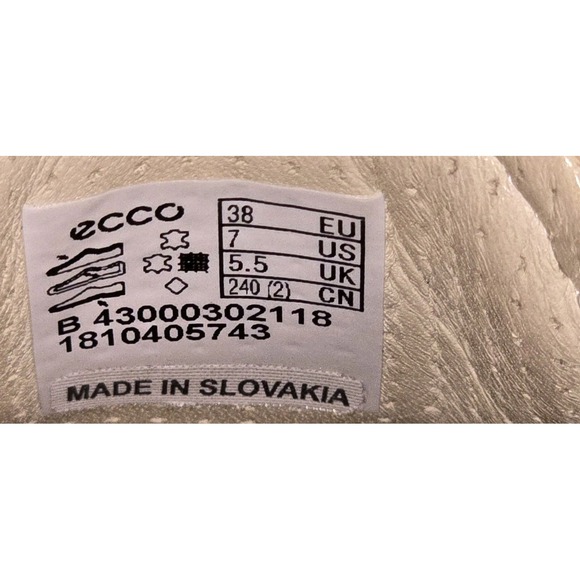 ecco
38 EU
7 US
5.5 UK
240 (2) CN
B 43000302118
1810405743
MADE IN SLOVAKIA